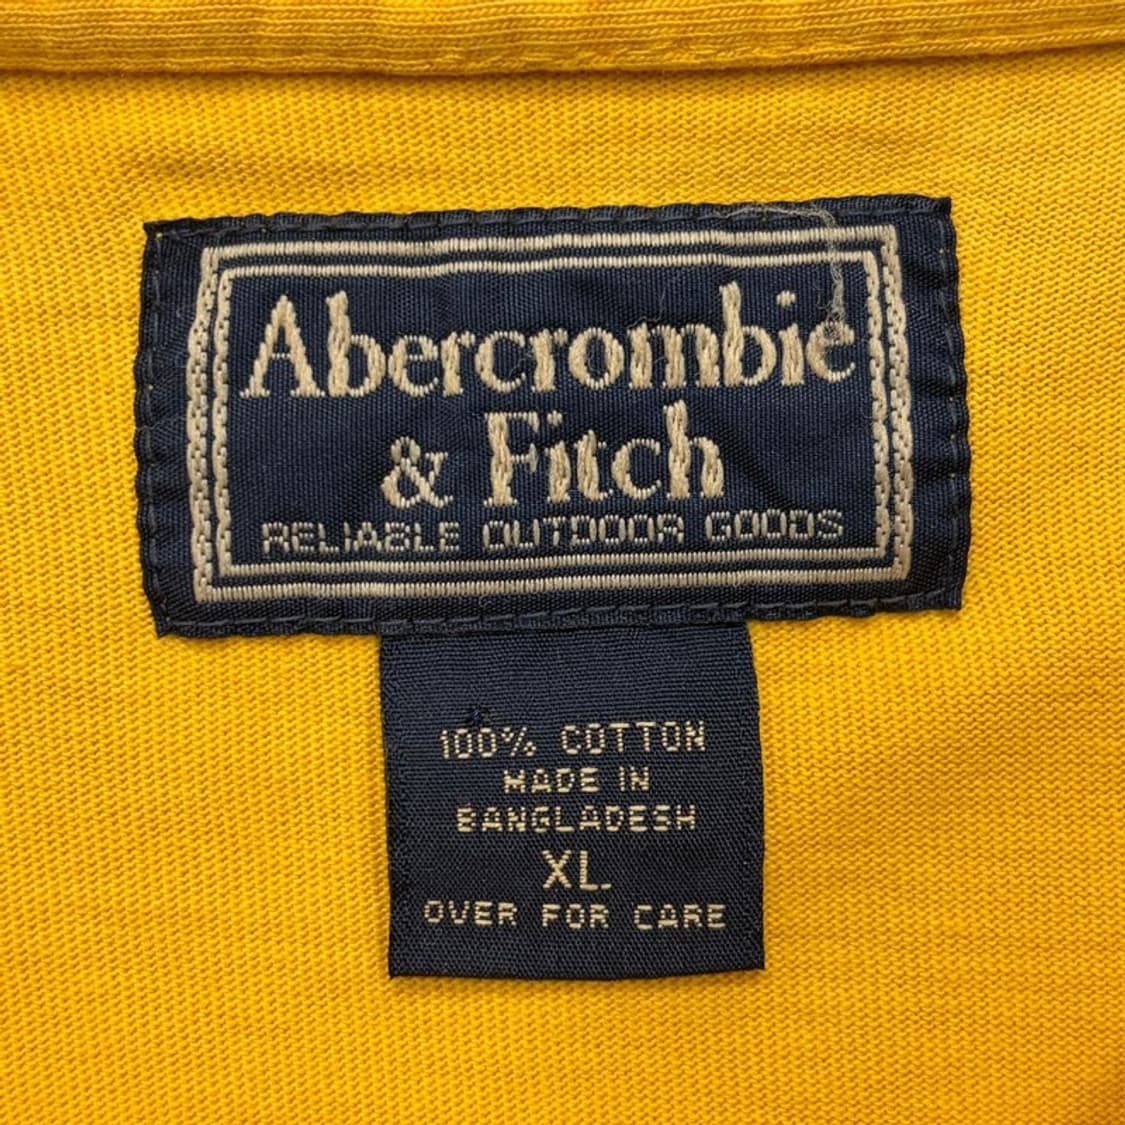 Abercrombie
& Fitch
RELIABLE OUTDOOR GOODS
100% COTTON
MADE IN
BANGLADESH
XL
OVER FOR CARE